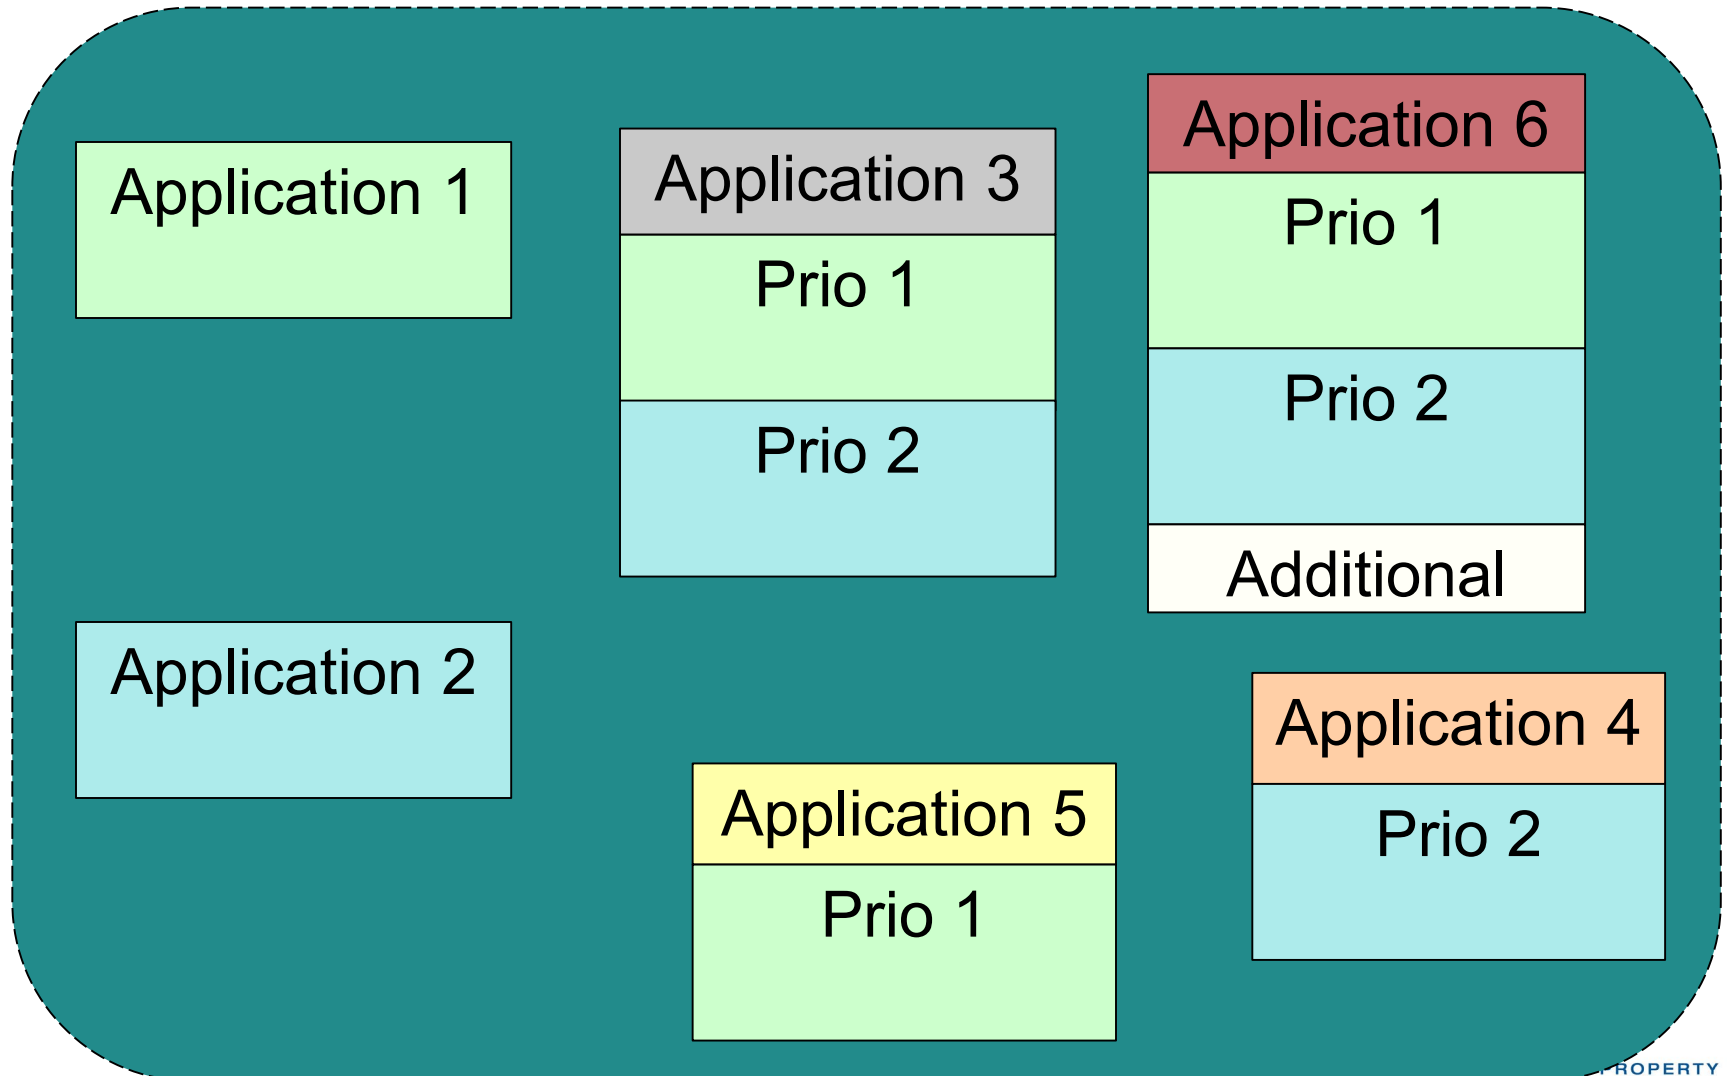 Application 1
Application 2
Application 3
Prio 1
Prio 2
Application 5
Prio 1
Application 6
Prio 1
Prio 2
Additional
Application 4
Prio 2
PROPERTY